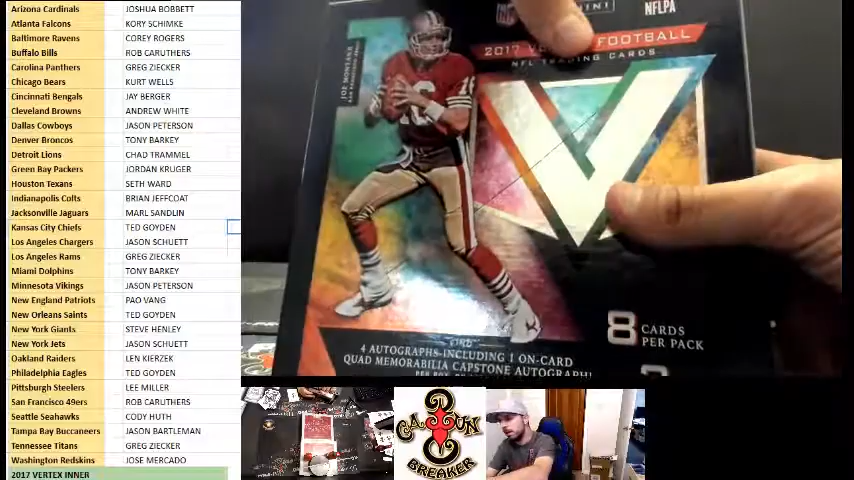 Arizona Cardinals JOSHUA BOBBETT
Atlanta Falcons KORY SCHIMKE
Baltimore Ravens COREY ROGERS
Buffalo Bills ROB CARUTHERS
Carolina Panthers GREG ZIECKER
Chicago Bears KURT WELLS
Cincinnati Bengals JAY BERGER
Cleveland Browns ANDREW WHITE
Dallas Cowboys JASON PETERSON
Denver Broncos TONY BARKEY
Detroit Lions CHAD TRAMMEL
Green Bay Packers JORDAN KRUGER
Houston Texans SETH WARD
Indianapolis Colts BRIAN JEFFCOAT
Jacksonville Jaguars MARL SANDLIN
Kansas City Chiefs TED GOYDEN
Los Angeles Chargers JASON SCHUETT
Los Angeles Rams GREG ZIECKER
Miami Dolphins TONY BARKEY
Minnesota Vikings JASON PETERSON
New England Patriots PAO VANG
New Orleans Saints TED GOYDEN
New York Giants STEVE HENLEY
New York Jets JASON SCHUETT
Oakland Raiders LEN KIERZEK
Philadelphia Eagles TED GOYDEN
Pittsburgh Steelers LEE MILLER
San Francisco 49ers ROB CARUTHERS
Seattle Seahawks CODY HUTH
Tampa Bay Buccaneers JASON BARTLEMAN
Tennessee Titans GREG ZIECKER
Washington Redskins JOSE MERCADO
2017 VERTEX INNER
NFLPA
2017 FOOTBALL
NFL TRADING CARDS
JOE MONTANA
V
16
8 CARDS
PER PACK
4 AUTOGRAPHS-INCLUDING 1 ON-CARD
QUAD MEMORABILIA CAPSTONE AUTOGRAPH!
CAJUN
BREAKER